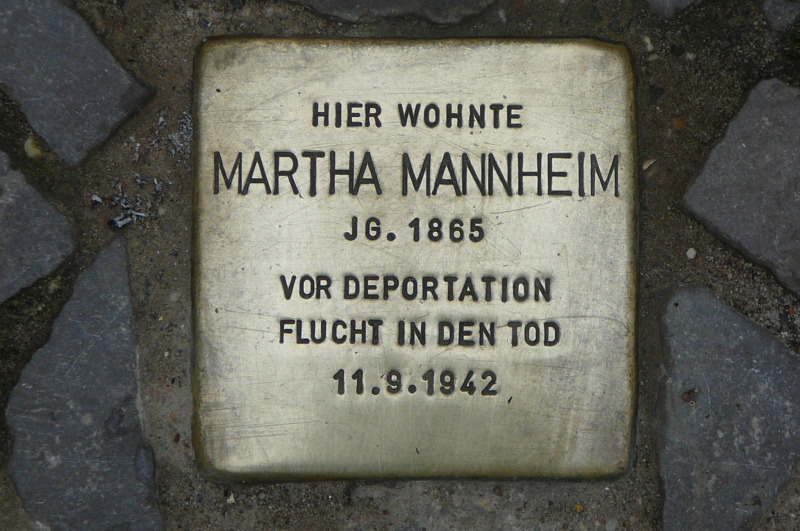 HIER WOHNTE
MARTHA MANNHEIM
JG. 1865
VOR DEPORTATION
FLUCHT IN DEN TOD
11.9.1942